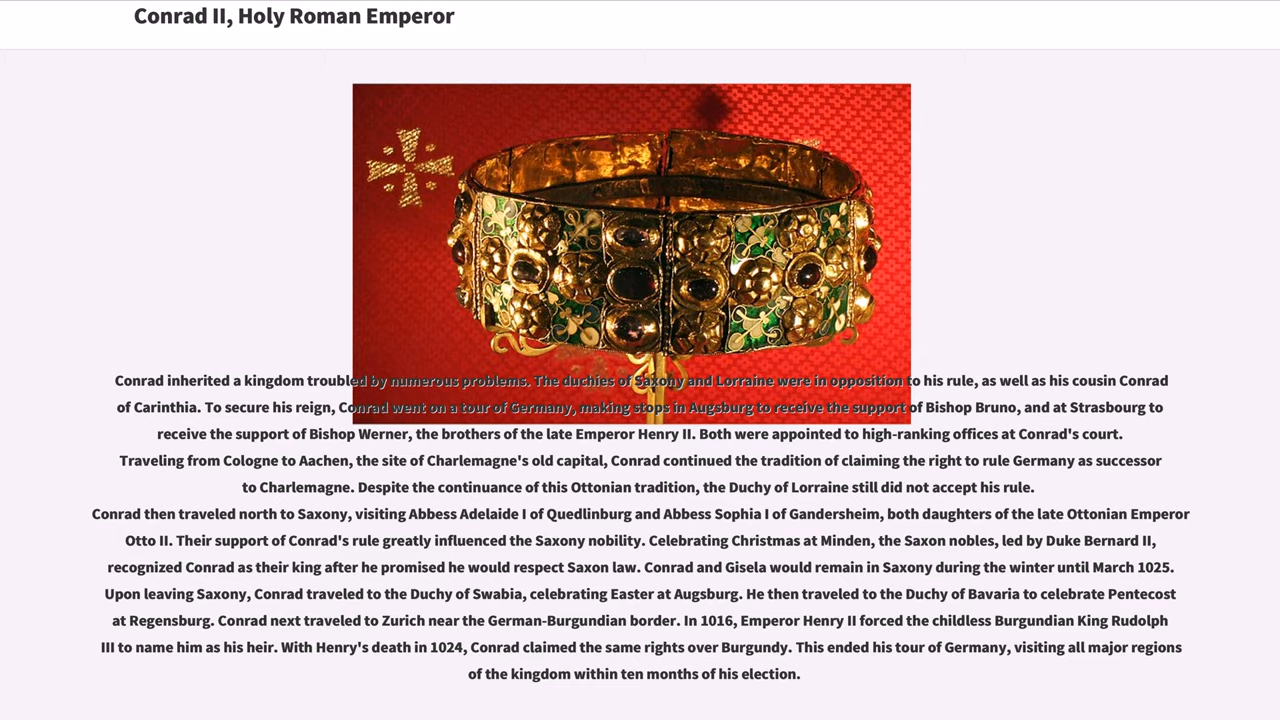 Conrad II, Holy Roman Emperor
Conrad inherited a kingdom troubled by numerous problems. The duchies of Saxony and Lorraine were in opposition to his rule, as well as his cousin Conrad
of Carinthia. To secure his reign, Conrad went on a tour of Germany, making stops in Augsburg to receive the support of Bishop Bruno, and at Strasbourg to
receive the support of Bishop Werner, the brothers of the late Emperor Henry II. Both were appointed to high-ranking offices at Conrad's court.
Traveling from Cologne to Aachen, the site of Charlemagne's old capital, Conrad continued the tradition of claiming the right to rule Germany as successor
to Charlemagne. Despite the continuance of this Ottonian tradition, the Duchy of Lorraine still did not accept his rule.
Conrad then traveled north to Saxony, visiting Abbess Adelaide I of Quedlinburg and Abbess Sophia I of Gandersheim, both daughters of the late Ottonian Emperor
Otto II. Their support of Conrad's rule greatly influenced the Saxony nobility. Celebrating Christmas at Minden, the Saxon nobles, led by Duke Bernard II,
recognized Conrad as their king after he promised he would respect Saxon law. Conrad and Gisela would remain in Saxony during the winter until March 1025.
Upon leaving Saxony, Conrad traveled to the Duchy of Swabia, celebrating Easter at Augsburg. He then traveled to the Duchy of Bavaria to celebrate Pentecost
at Regensburg. Conrad next traveled to Zurich near the German-Burgundian border. In 1016, Emperor Henry II forced the childless Burgundian King Rudolph
III to name him as his heir. With Henry's death in 1024, Conrad claimed the same rights over Burgundy. This ended his tour of Germany, visiting all major regions
of the kingdom within ten months of his election.